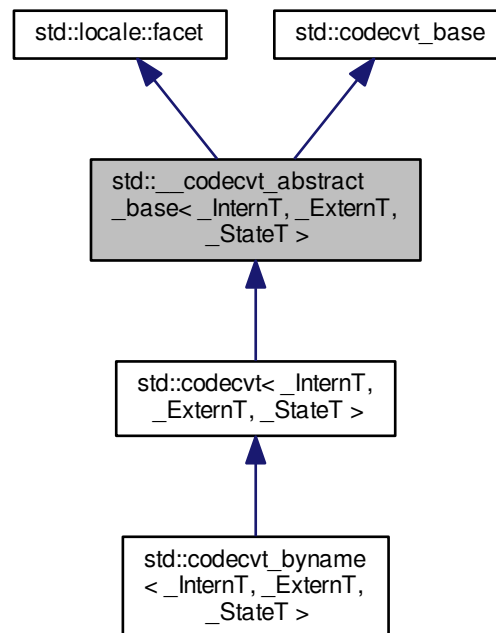 std::locale::facet
std::codecvt_base
std::__codecvt_abstract
_base< _InternT, _ExternT,
_StateT >
std::codecvt< _InternT,
_ExternT, _StateT >
std::codecvt_byname
< _InternT, _ExternT,
_StateT >